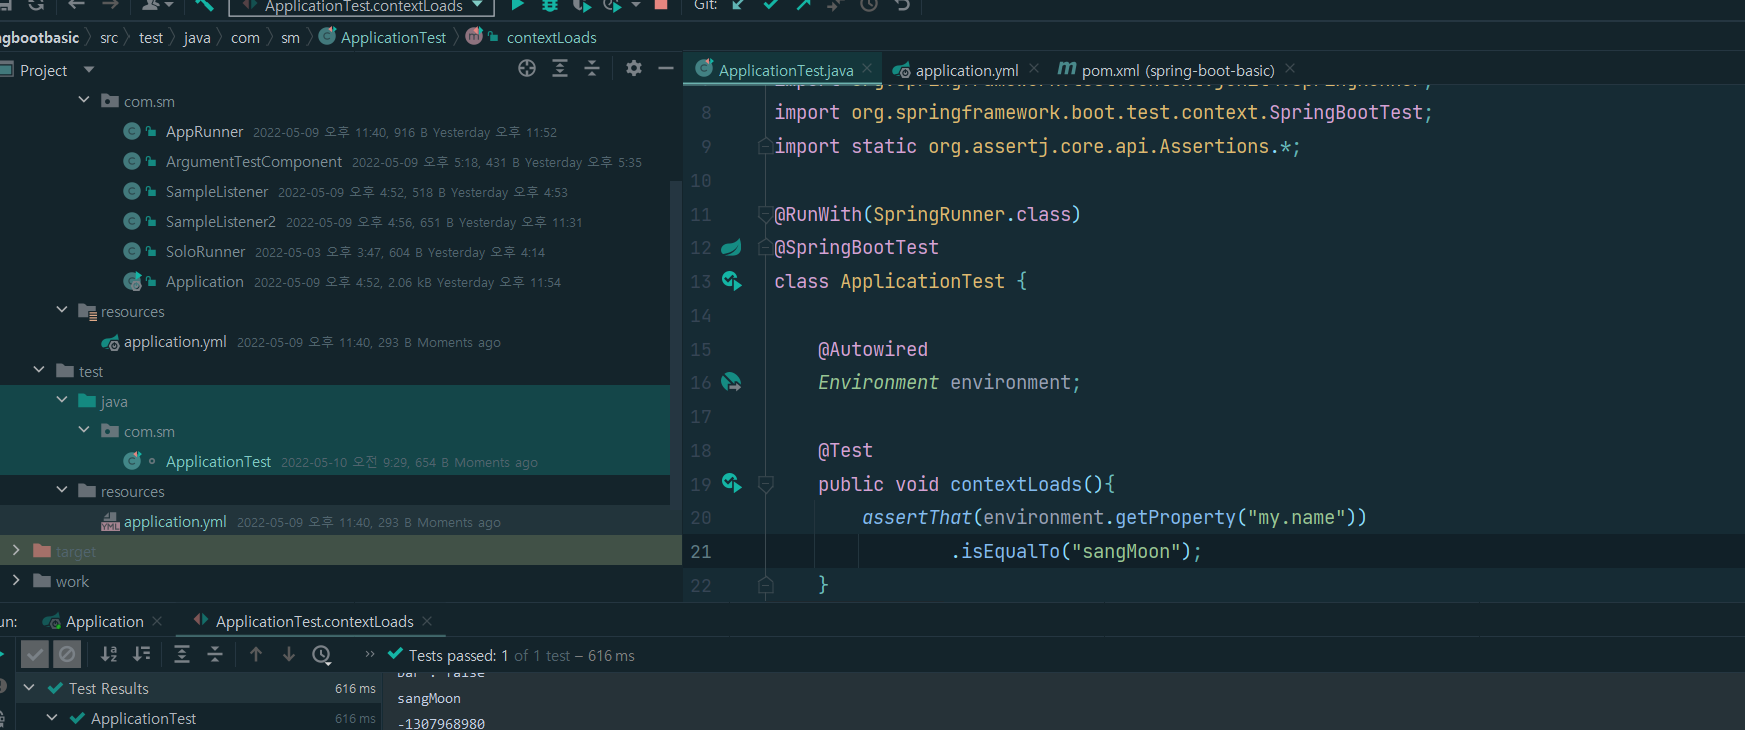 ApplicationTest.contextLoads
Git:
ngbootbasic src test java com sm ApplicationTest contextLoads
Project
com.sm
AppRunner 2022-05-09 오후 11:40, 916 B Yesterday 오후 11:52
ArgumentTestComponent 2022-05-09 오후 5:18, 431 B Yesterday 오후 5:35
SampleListener 2022-05-09 오후 4:52, 518 B Yesterday 오후 4:53
SampleListener2 2022-05-09 오후 4:56, 651 B Yesterday 오후 11:31
SoloRunner 2022-05-03 오후 3:47, 604 B Yesterday 오후 4:14
Application 2022-05-09 오후 4:52, 2.06 kB Yesterday 오후 11:54
resources
application.yml 2022-05-09 오후 11:40, 293 B Moments ago
test
java
com.sm
ApplicationTest 2022-05-10 오전 9:29, 654 B Moments ago
resources
application.yml 2022-05-09 오후 11:40, 293 B Moments ago
target
work
ApplicationTest.java application.yml pom.xml (spring-boot-basic)
8 import org.springframework.boot.test.context.SpringBootTest;
9 import static org.assertj.core.api.Assertions.*;
10
11 @RunWith(SpringRunner.class)
12 @SpringBootTest
13 class ApplicationTest {
14
15 @Autowired
16 Environment environment;
17
18 @Test
19 public void contextLoads(){
20 assertThat(environment.getProperty("my.name"))
21 .isEqualTo("sangMoon");
22 }
un: Application ApplicationTest.contextLoads
Tests passed: 1 of 1 test – 616 ms
Test Results 616 ms
ApplicationTest 616 ms
bar : false
sangMoon
-1307968980